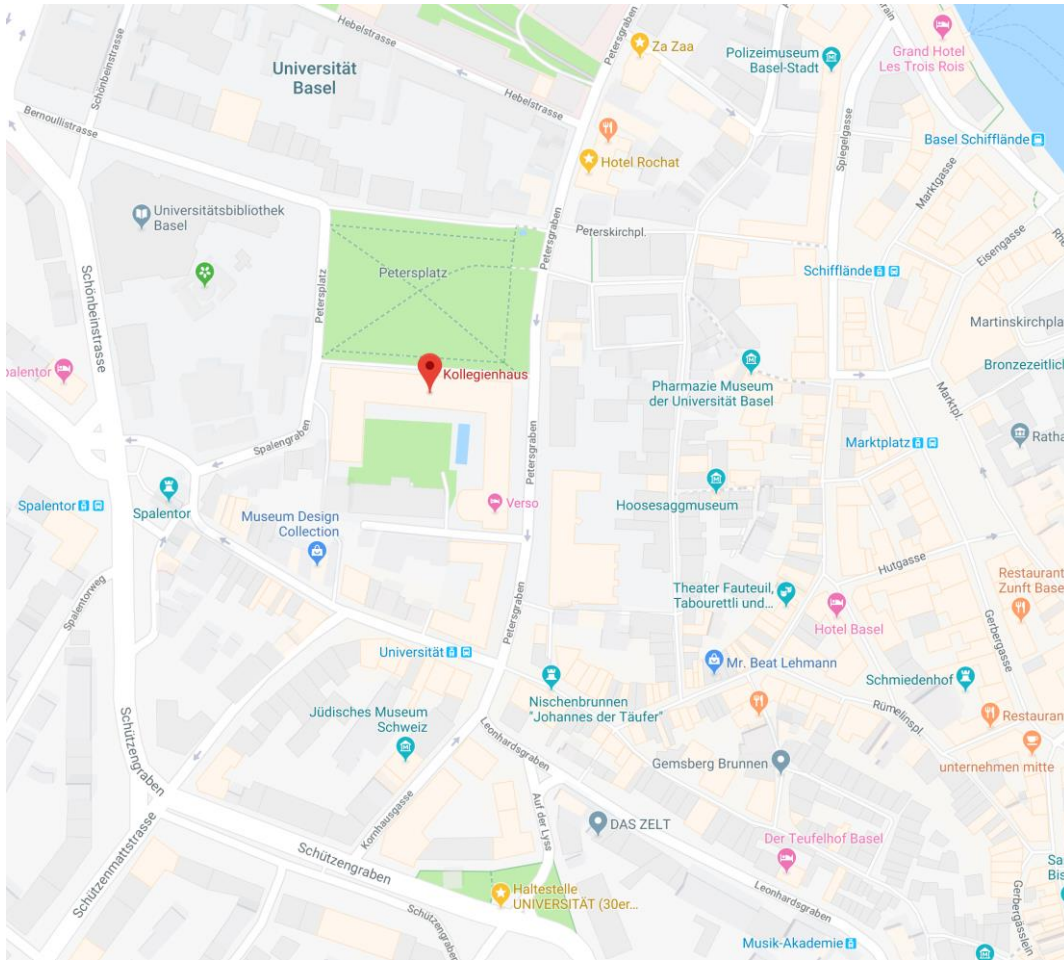 Hebelstrasse
Petersgraben
Za Zaa
Grand Hotel
Les Trois Rois
Polizeimuseum
Basel-Stadt
Schönbeinstrasse
Universität
Basel
Hebelstrasse
Bernoullistrasse
Hotel Rochat
Spiegelgasse
Basel Schifflände
Marktgasse
Universitätsbibliothek
Basel
Petersgraben
Peterskirchpl.
Eisengasse
Petersplatz
Petersplatz
Schifflände
Schönbeinstrasse
Martinskirchpla
Kollegienhaus
Pharmazie Museum
der Universität Basel
Bronzezeitlich
palentor
Marktpl.
Spalengraben
Petersgraben
Marktplatz
Ratha
Spalentor
Spalentor
Verso
Hoosesaggmuseum
Museum Design
Collection
Hutgasse
Spalentorweg
Petersgraben
Theater Fauteuil,
Tabourettli und...
Restaurant
Zunft Base
Hotel Basel
Gerbergasse
Universität
Mr. Beat Lehmann
Schmiedenhof
Nischenbrunnen
"Johannes der Täufer"
Rümelinspl.
Jüdisches Museum
Schweiz
Restaurant
Leonhardsgraben
Gemsberg Brunnen
unternehmen mitte
Schützengraben
Kornhausgasse
Auf der Lyss
DAS ZELT
Der Teufelhof Basel
Schützenmattstrasse
Schützengraben
Haltestelle
UNIVERSITÄT (30er...
Sa
Bis
Schützengraben
Leonhardsgraben
Gerbergässlein
Musik-Akademie